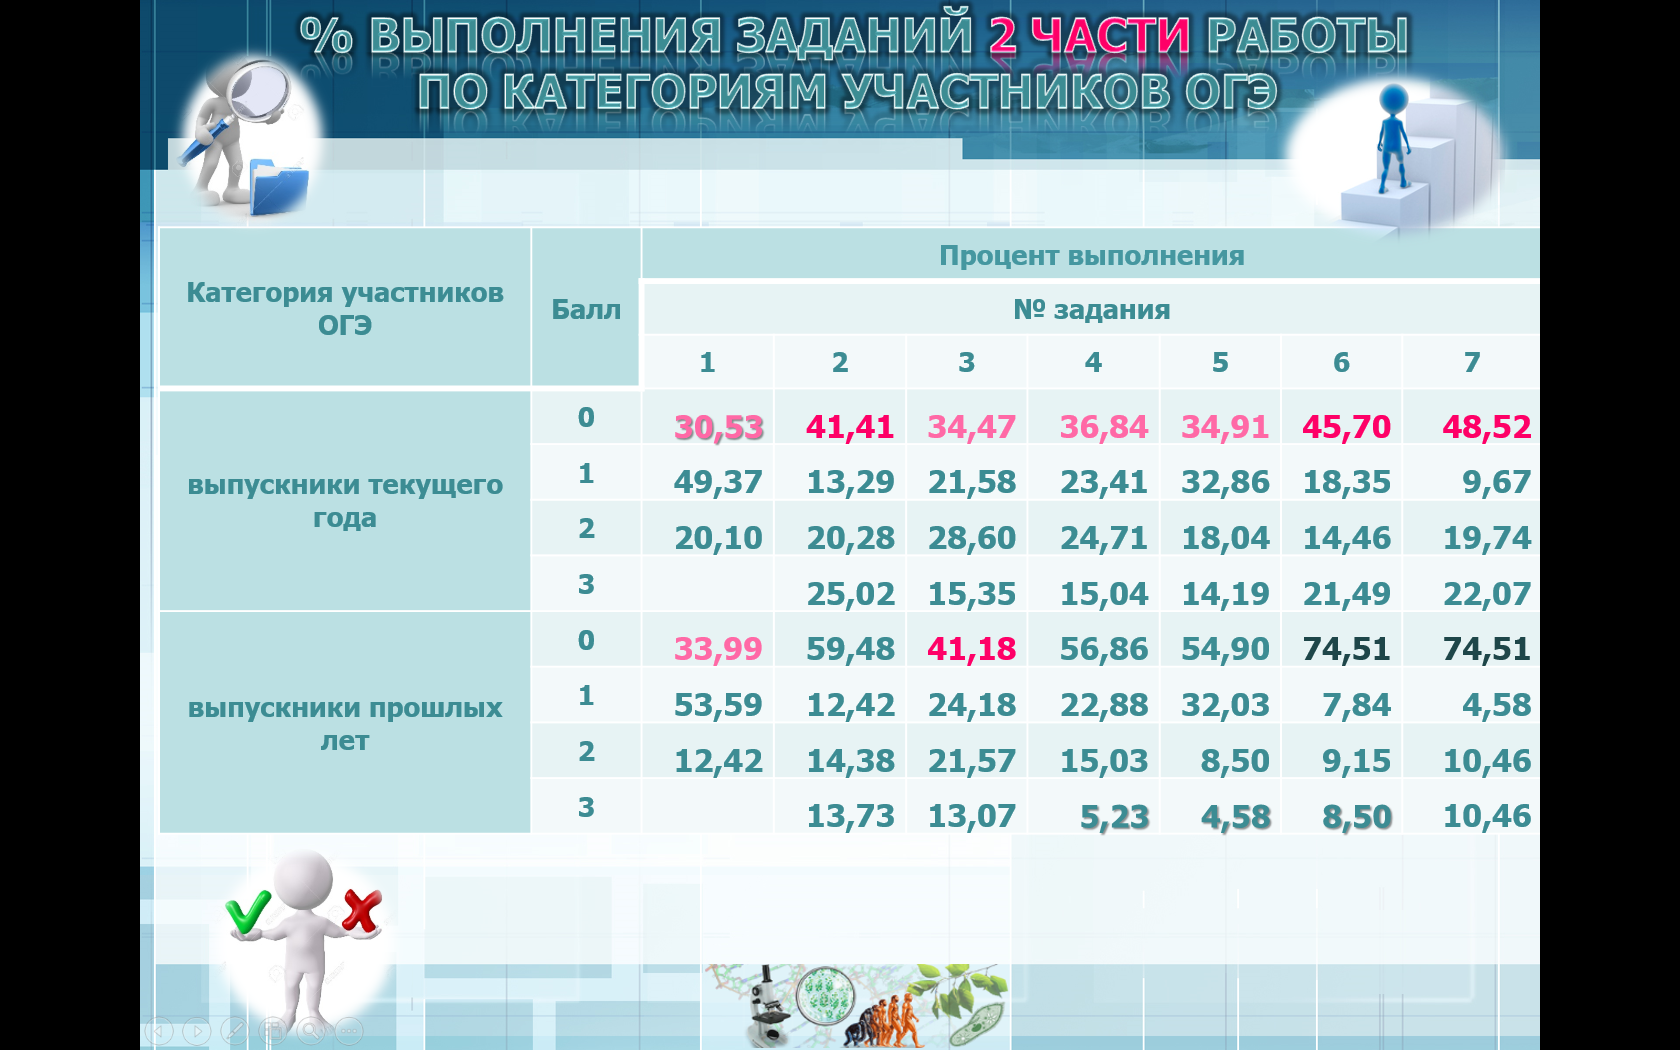 % ВЫПОЛНЕНИЯ ЗАДАНИЙ 2 ЧАСТИ РАБОТЫ
ПО КАТЕГОРИЯМ УЧАСТНИКОВ ОГЭ
Категория участников
ОГЭ
Балл
Процент выполнения
№ задания
1 2 3 4 5 6 7
выпускники текущего
года
0 30,53 41,41 34,47 36,84 34,91 45,70 48,52
1 49,37 13,29 21,58 23,41 32,86 18,35 9,67
2 20,10 20,28 28,60 24,71 18,04 14,46 19,74
3 25,02 15,35 15,04 14,19 21,49 22,07
выпускники прошлых
лет
0 33,99 59,48 41,18 56,86 54,90 74,51 74,51
1 53,59 12,42 24,18 22,88 32,03 7,84 4,58
2 12,42 14,38 21,57 15,03 8,50 9,15 10,46
3 13,73 13,07 5,23 4,58 8,50 10,46